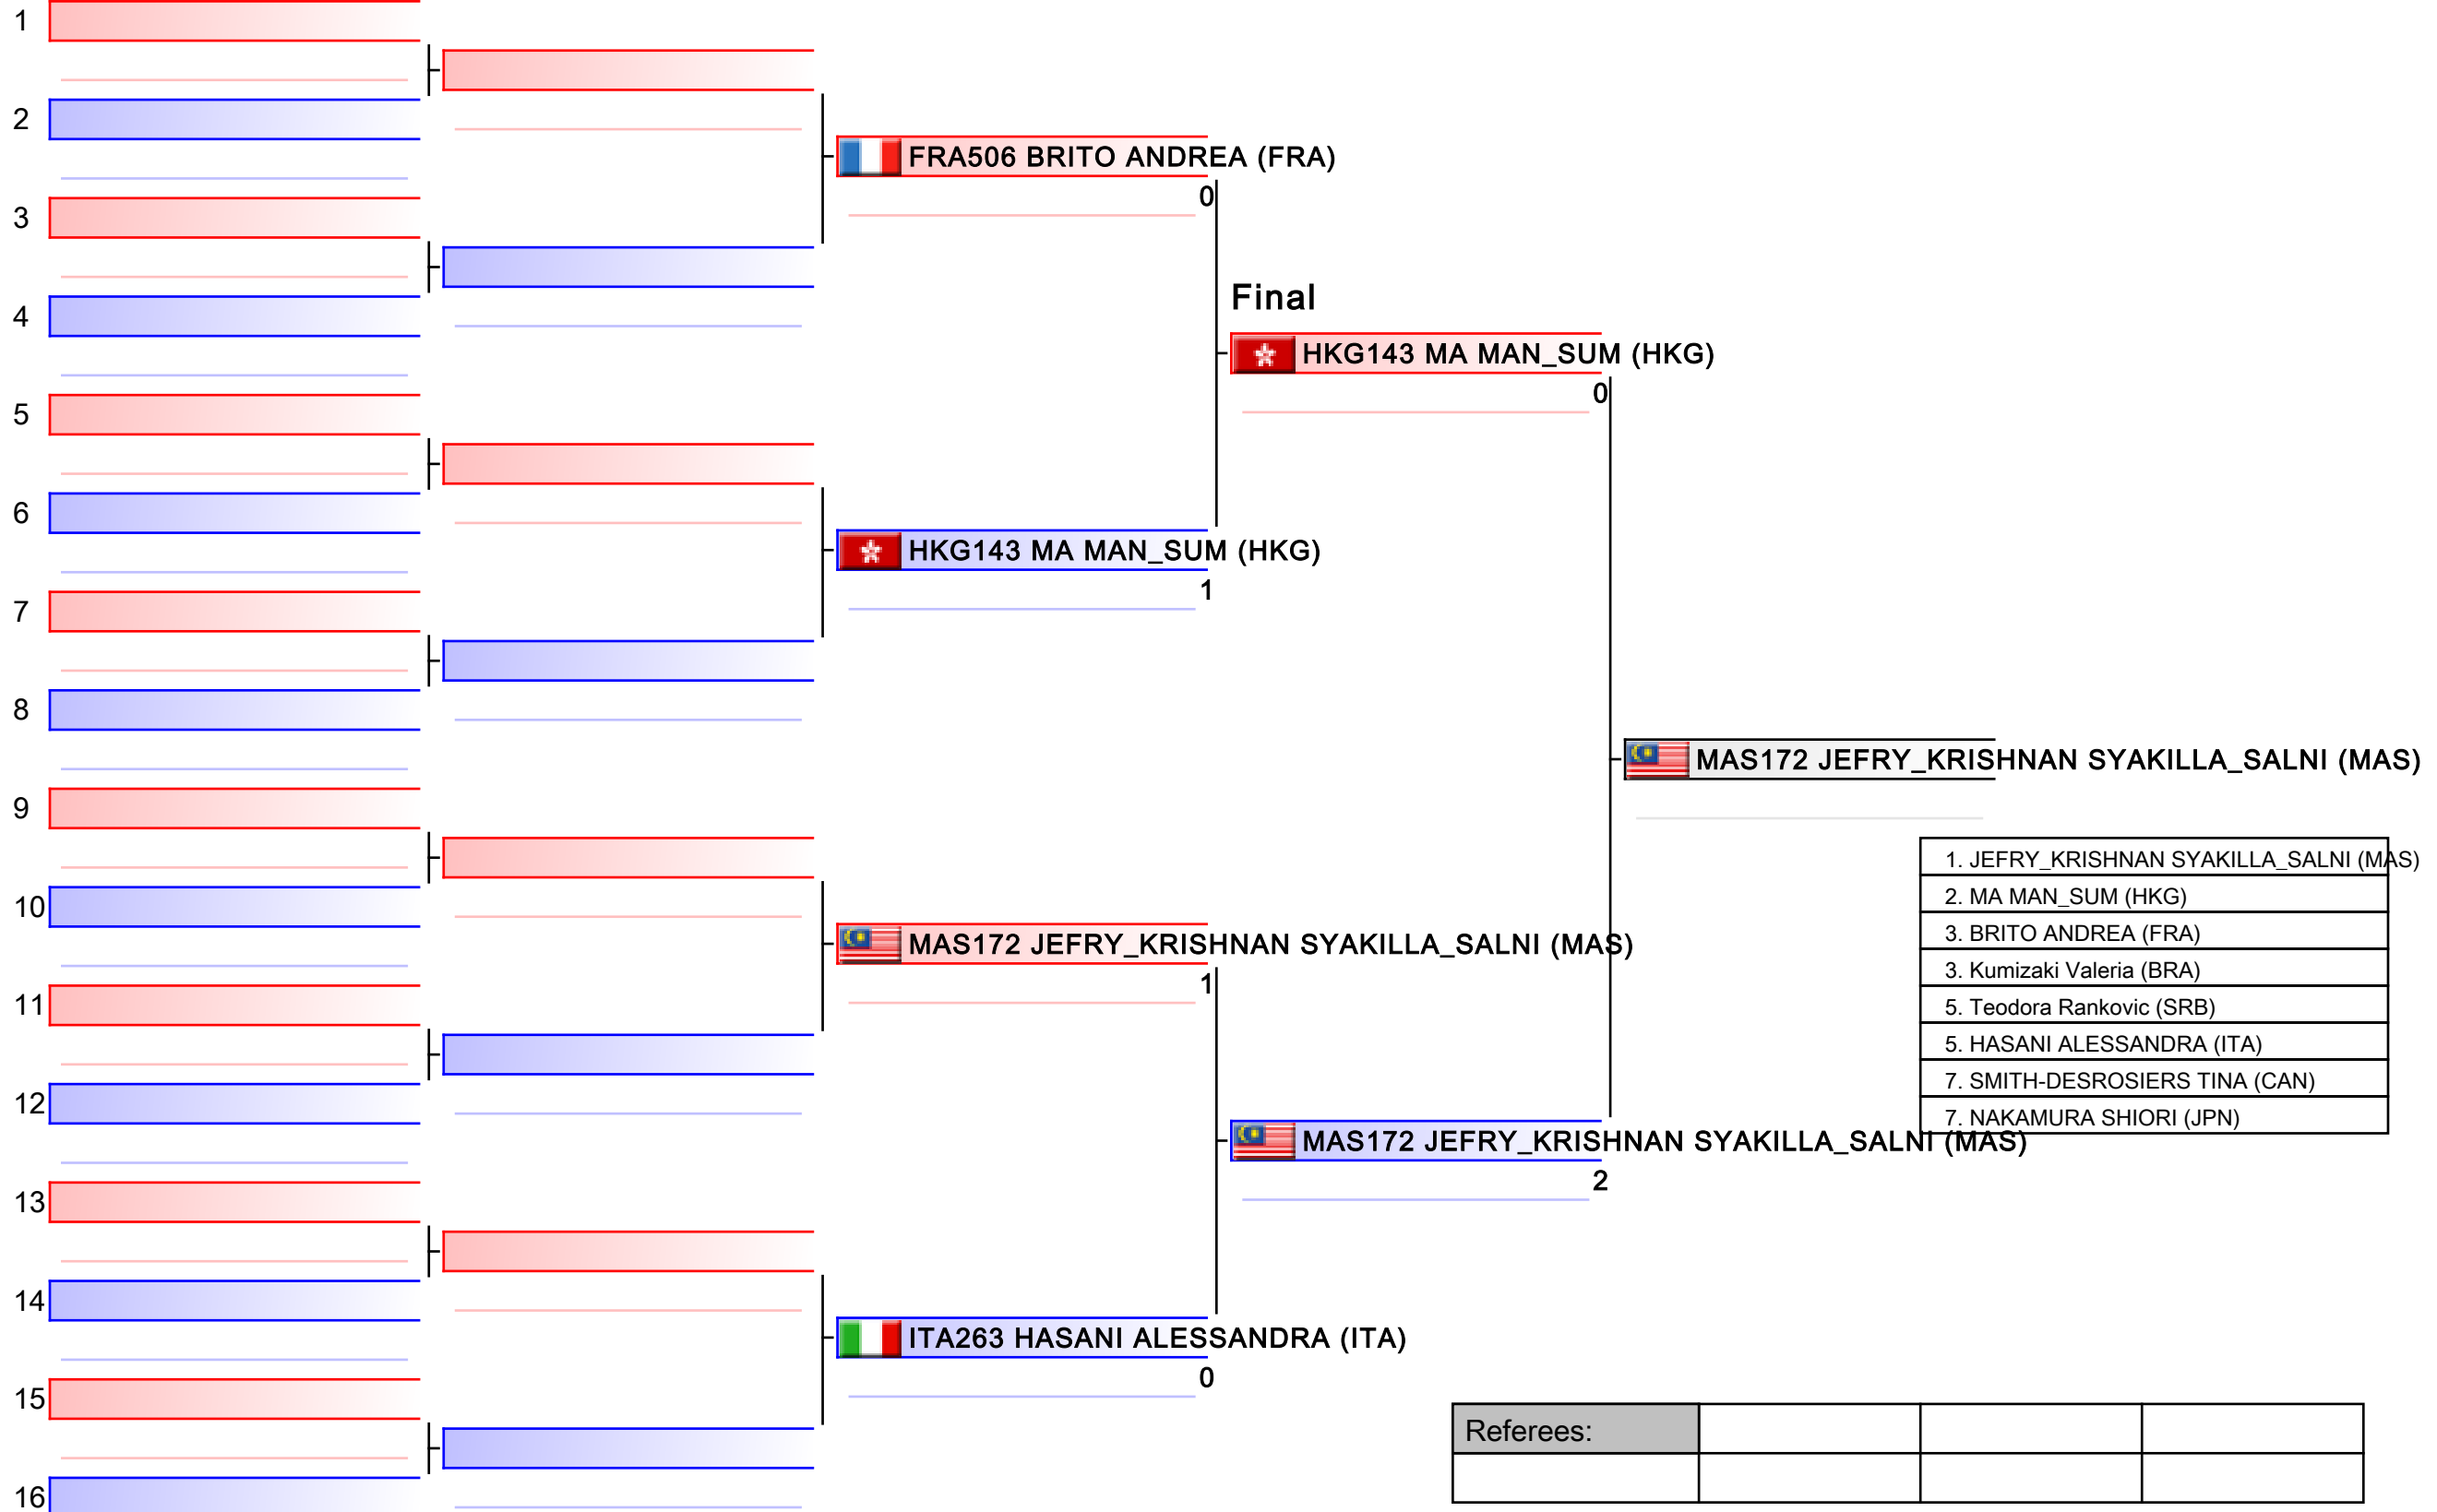 1
2
FRA506 BRITO ANDREA (FRA)
0
3
Final
4
HKG143 MA MAN_SUM (HKG)
0
5
6
HKG143 MA MAN_SUM (HKG)
1
7
8
MAS172 JEFRY_KRISHNAN SYAKILLA_SALNI (MAS)
9
1. JEFRY_KRISHNAN SYAKILLA_SALNI (MAS)
2. MA MAN_SUM (HKG)
3. BRITO ANDREA (FRA)
3. Kumizaki Valeria (BRA)
5. Teodora Rankovic (SRB)
5. HASANI ALESSANDRA (ITA)
7. SMITH-DESROSIERS TINA (CAN)
7. NAKAMURA SHIORI (JPN)
10
MAS172 JEFRY_KRISHNAN SYAKILLA_SALNI (MAS)
1
11
12
MAS172 JEFRY_KRISHNAN SYAKILLA_SALNI (MAS)
2
13
14
ITA263 HASANI ALESSANDRA (ITA)
0
15
Referees:
16